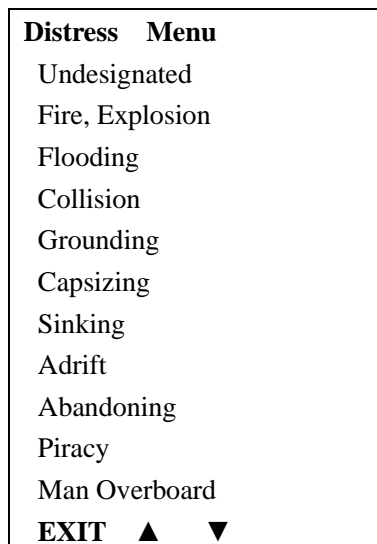 Distress Menu
Undesignated
Fire, Explosion
Flooding
Collision
Grounding
Capsizing
Sinking
Adrift
Abandoning
Piracy
Man Overboard
EXIT ▲ ▼